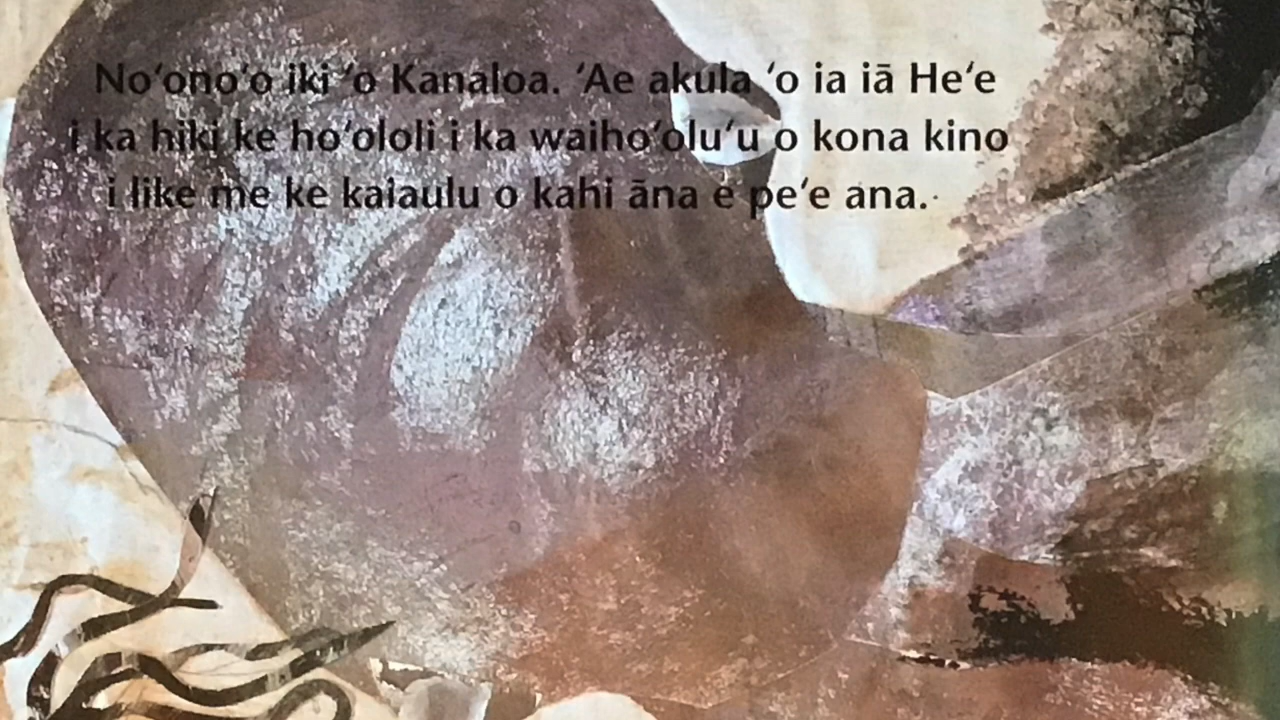 Noʻonoʻo iki ʻo Kanaloa. ʻAe akula ʻo ia iā Heʻe
i ka hiki ke hoʻololi i ka waihoʻoluʻu o kona kino
i like me ke kaiaulu o kahi āna e peʻe ana.